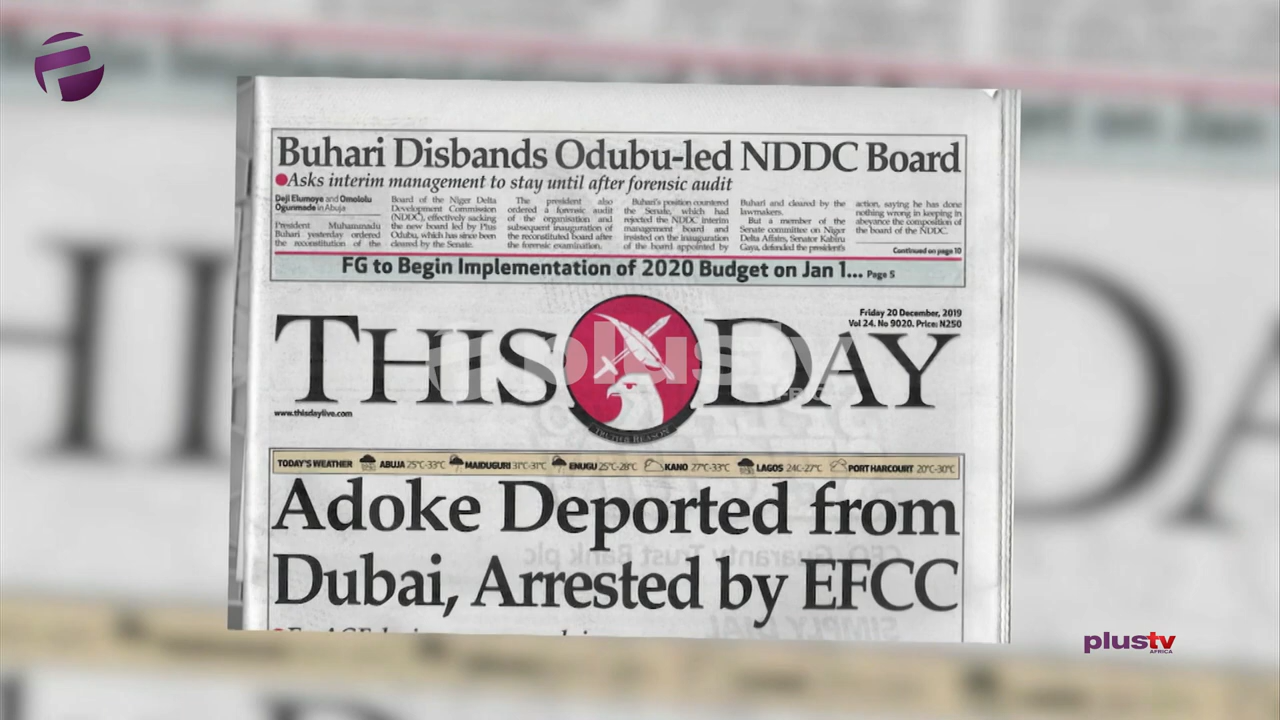 Buhari Disbands Odubu-led NDDC Board
Asks interim management to stay until after forensic audit
Deji Elumoye and Omololu
Ogunmade in Abuja
President Muhammadu
Buhari yesterday ordered
the reconstitution of the
Board of the Niger Delta
Development Commission
(NDDC), effectively sacking
the new board led by Pius
Odubu, which has since been
cleared by the Senate.
The president also
ordered a forensic audit
of the organisation and
subsequent inauguration of
the reconstituted board after
the forensic examination.
Buhari's position countered
the Senate, which had
rejected the NDDC interim
management board and
insisted on the inauguration
of the board appointed by
Buhari and cleared by the
lawmakers.
But a member of the
Senate committee on Niger
Delta Affairs, Senator Kabiru
Gaya, defended the president's
action, saying he has done
nothing wrong in keeping in
abeyance the composition of
the board of the NDDC.
Continued on page 10
FG to Begin Implementation of 2020 Budget on Jan 1... Page 5
Friday 20 December, 2019
Vol 24. No 9020. Price: N250
THISDAY
TRUTH & REASON
www.thisdaylive.com
plustv
TODAY'S WEATHER ABUJA 25°C-33°C MAIDUGURI 31°C-31°C ENUGU 25°C-28°C KANO 27°C-33°C LAGOS 24C-27°C PORT HARCOURT 20°C-30°C
Adoke Deported from
Dubai, Arrested by EFCC
plustv
AFRICA